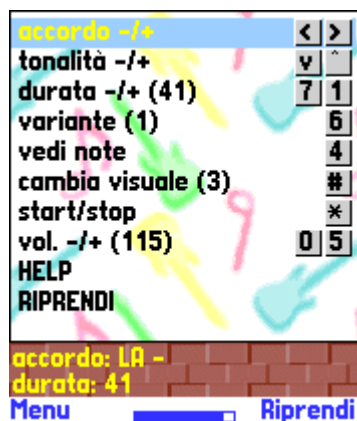 accordo -/+ < >
tonalità -/+ v ^
durata -/+ (41) 7 1
variante (1) 6
vedi note 4
cambia visuale (3) #
start/stop *
vol. -/+ (115) 0 5
HELP
RIPRENDI
accordo: LA -
durata: 41
Menu Riprendi